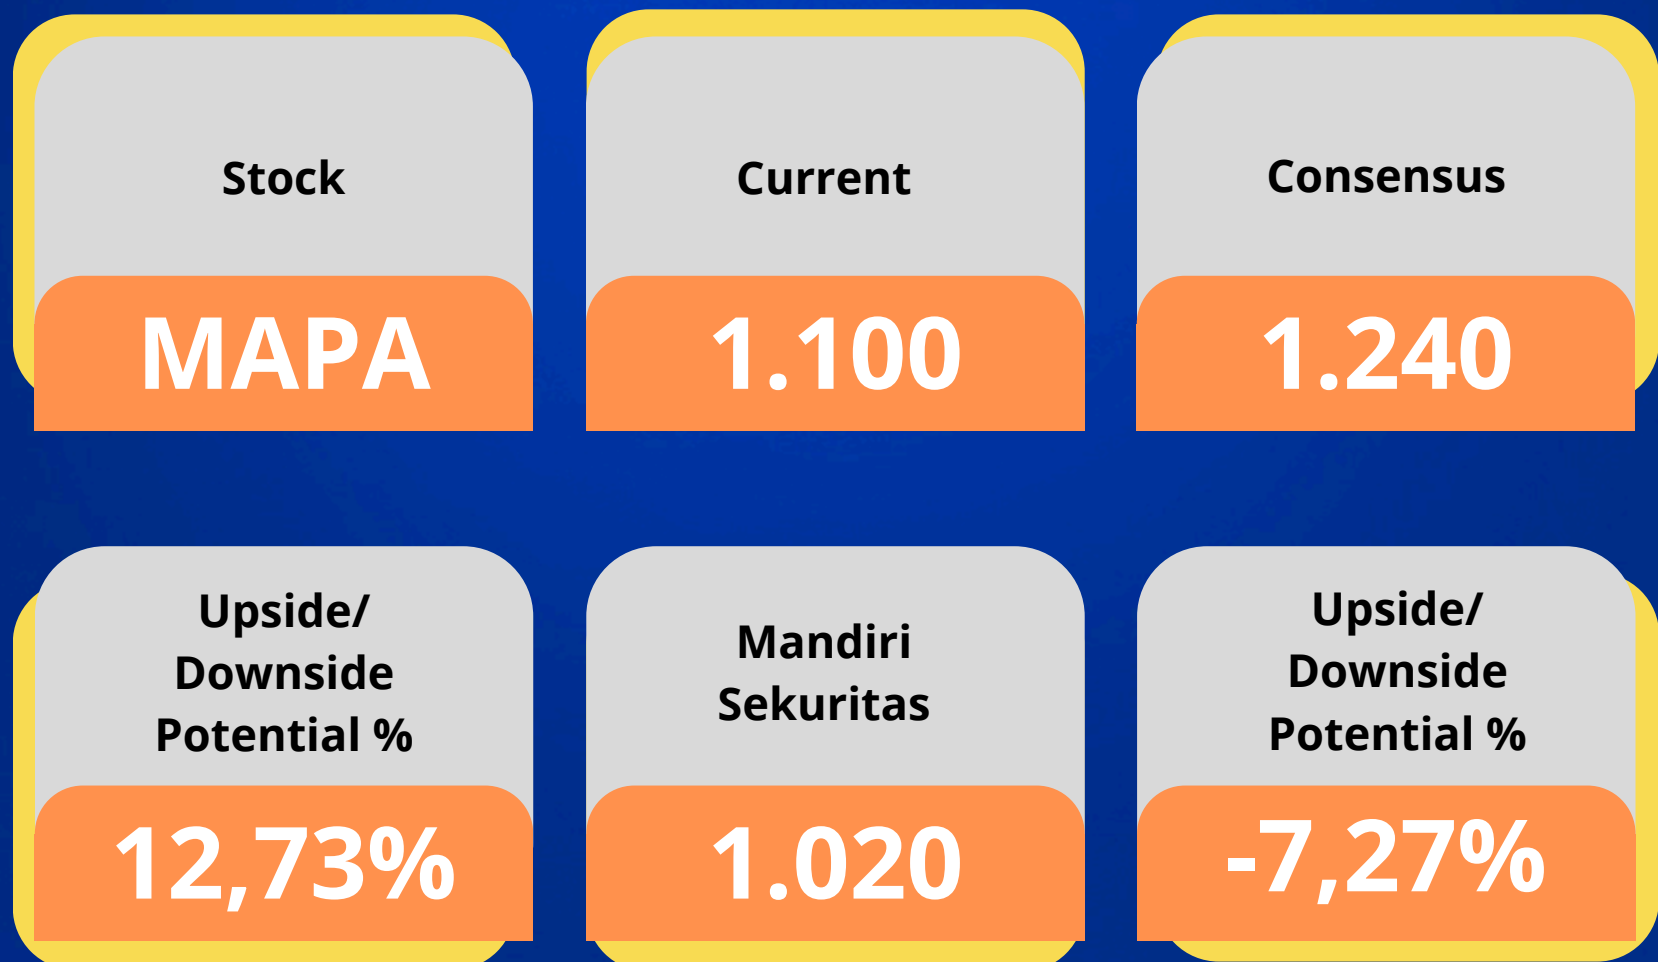 Stock
MAPA
Current
1.100
Consensus
1.240
Upside/
Downside
Potential %
12,73%
Mandiri
Sekuritas
1.020
Upside/
Downside
Potential %
-7,27%